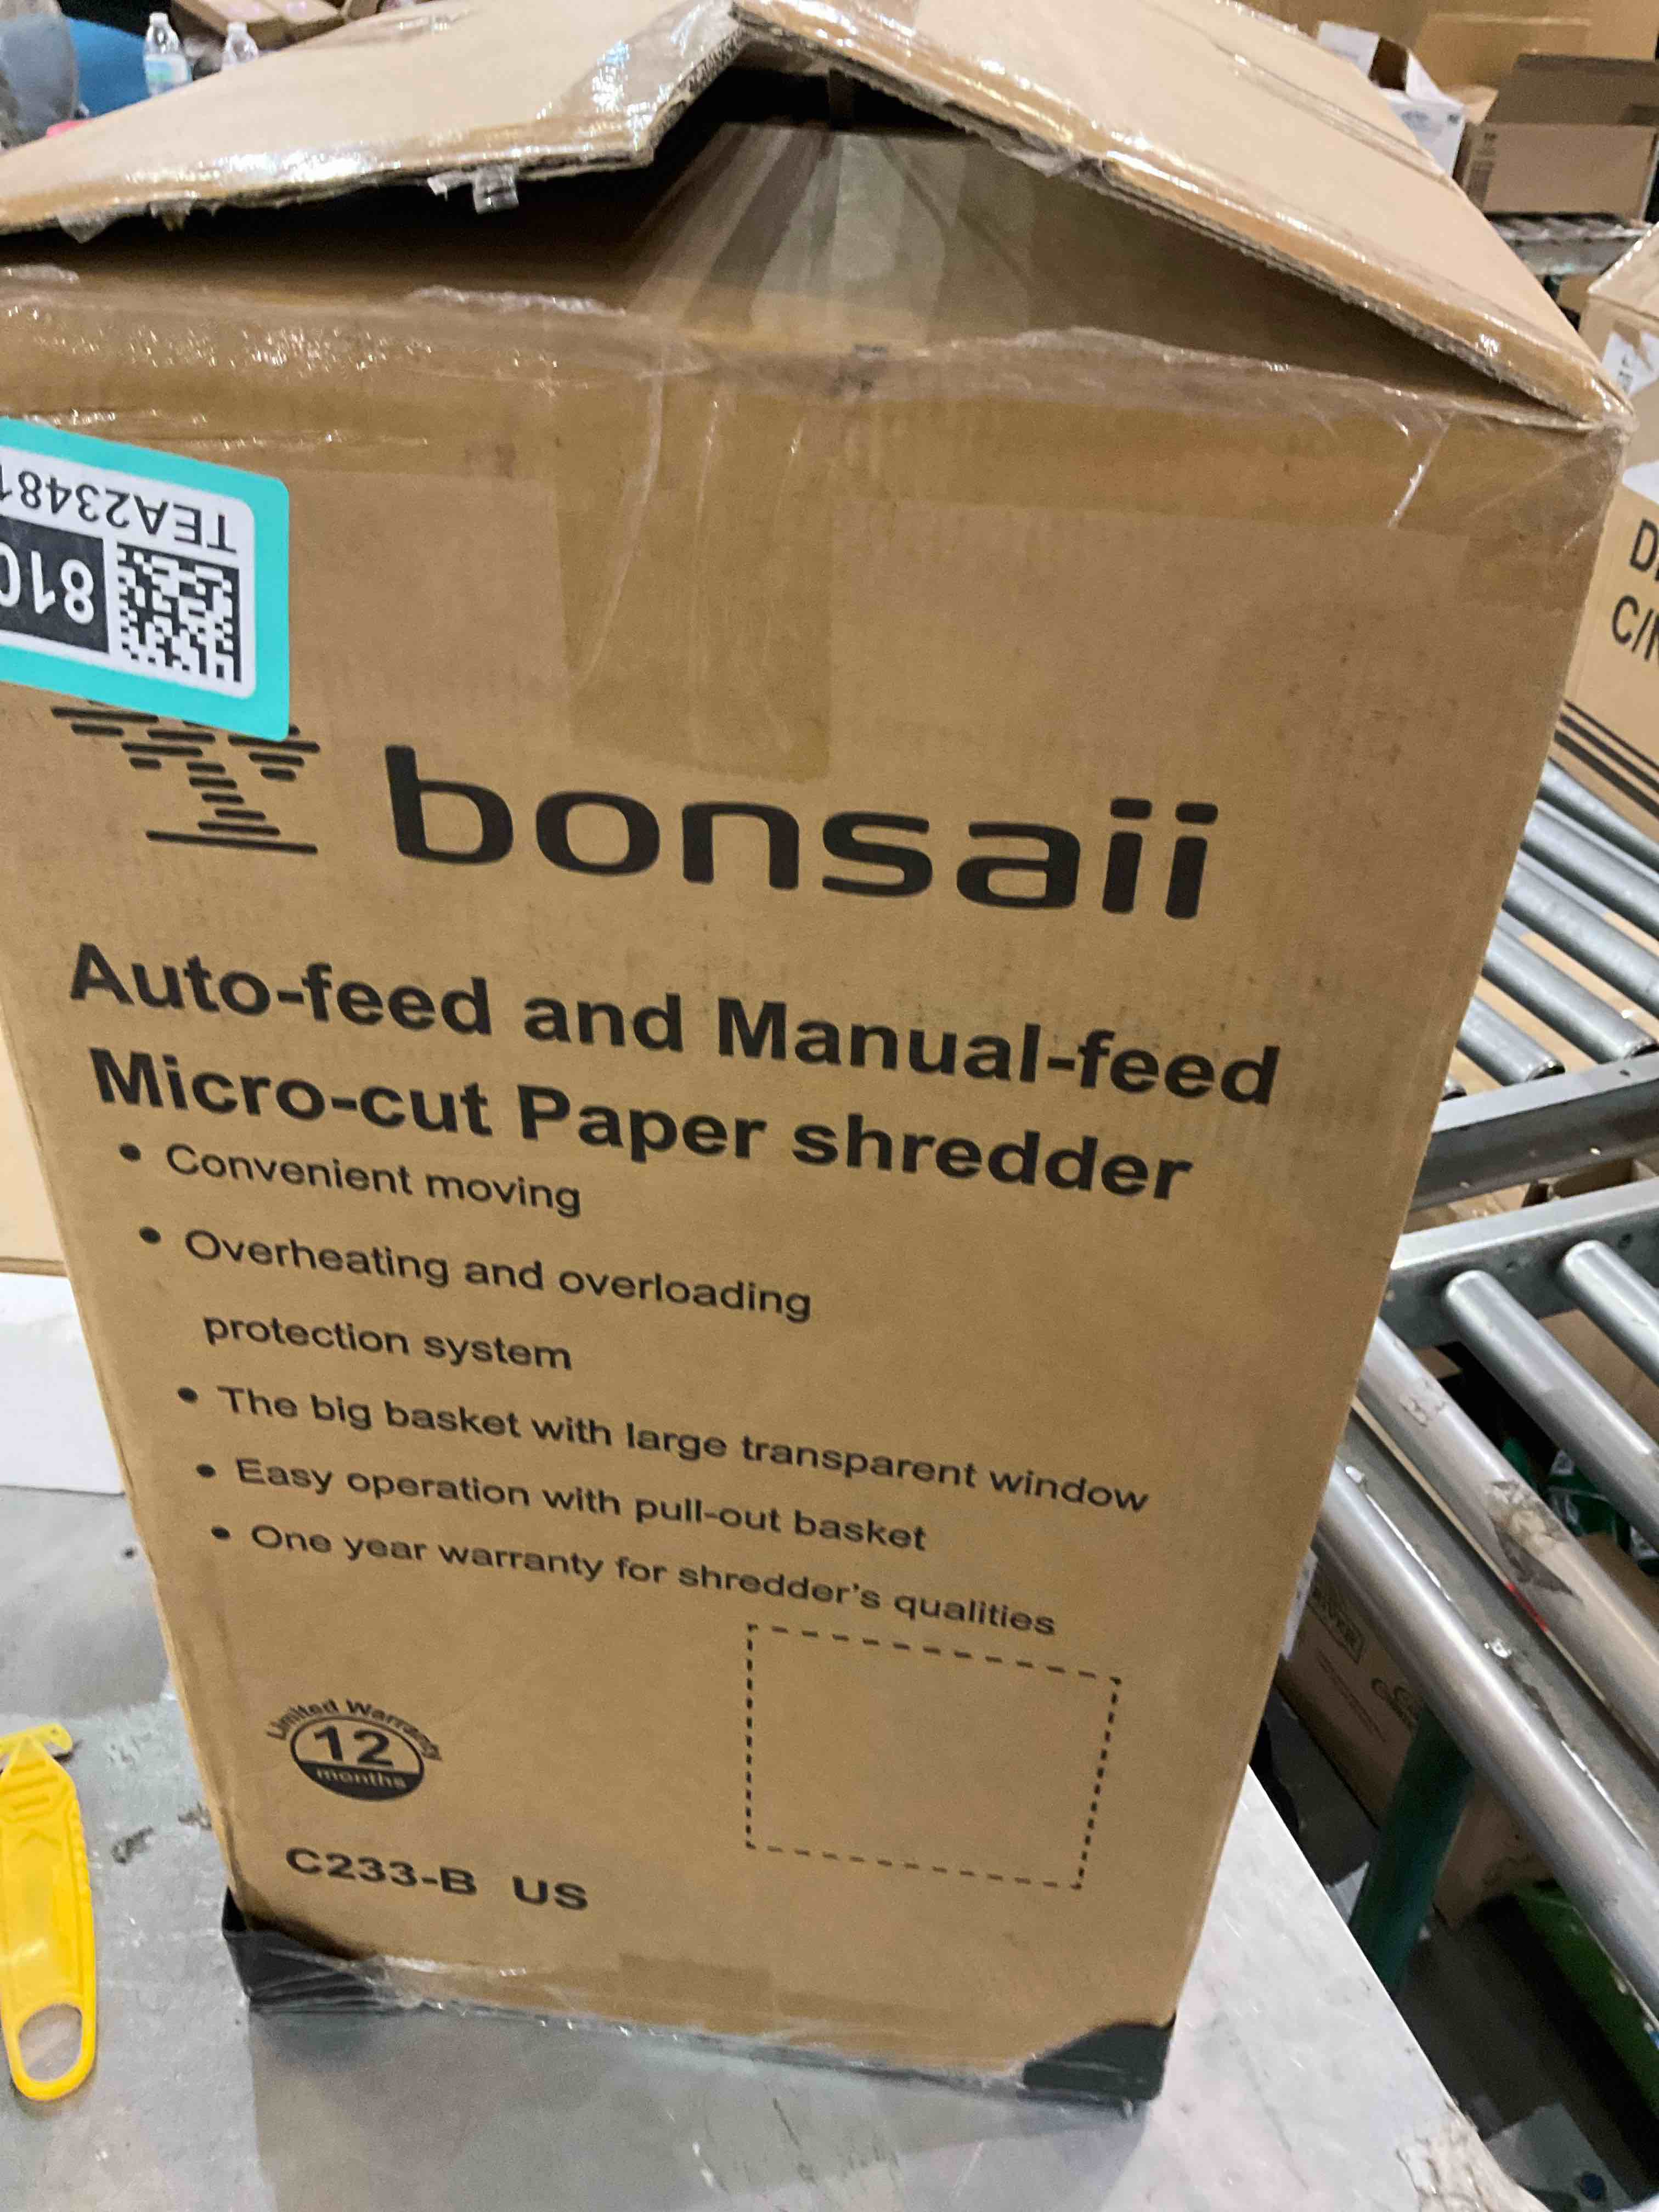 TEA23481
810
bonsaii
Auto-feed and Manual-feed
Micro-cut Paper shredder
• Convenient moving
• Overheating and overloading
protection system
• The big basket with large transparent window
• Easy operation with pull-out basket
• One year warranty for shredder's qualities
Limited Warranty
12
months
C233-B US